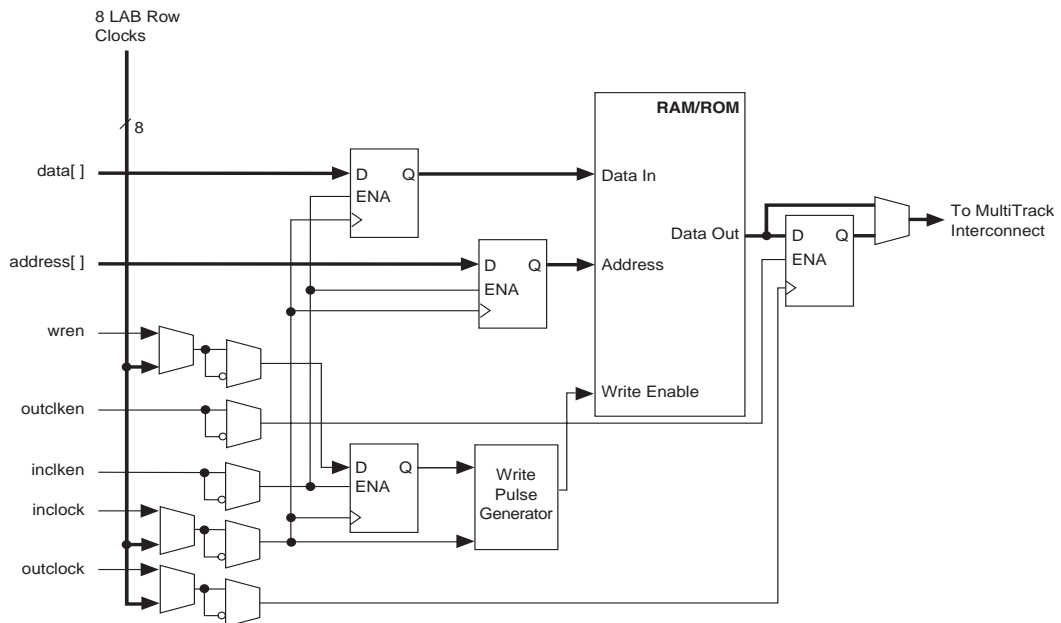 8 LAB Row
Clocks
8
RAM/ROM
data[ ]
D Q
ENA
Data In
To MultiTrack
Interconnect
Data Out
D Q
ENA
address[ ]
D Q
ENA
Address
wren
Write Enable
outclken
inclken
D Q
ENA
Write
Pulse
Generator
inclock
outclock